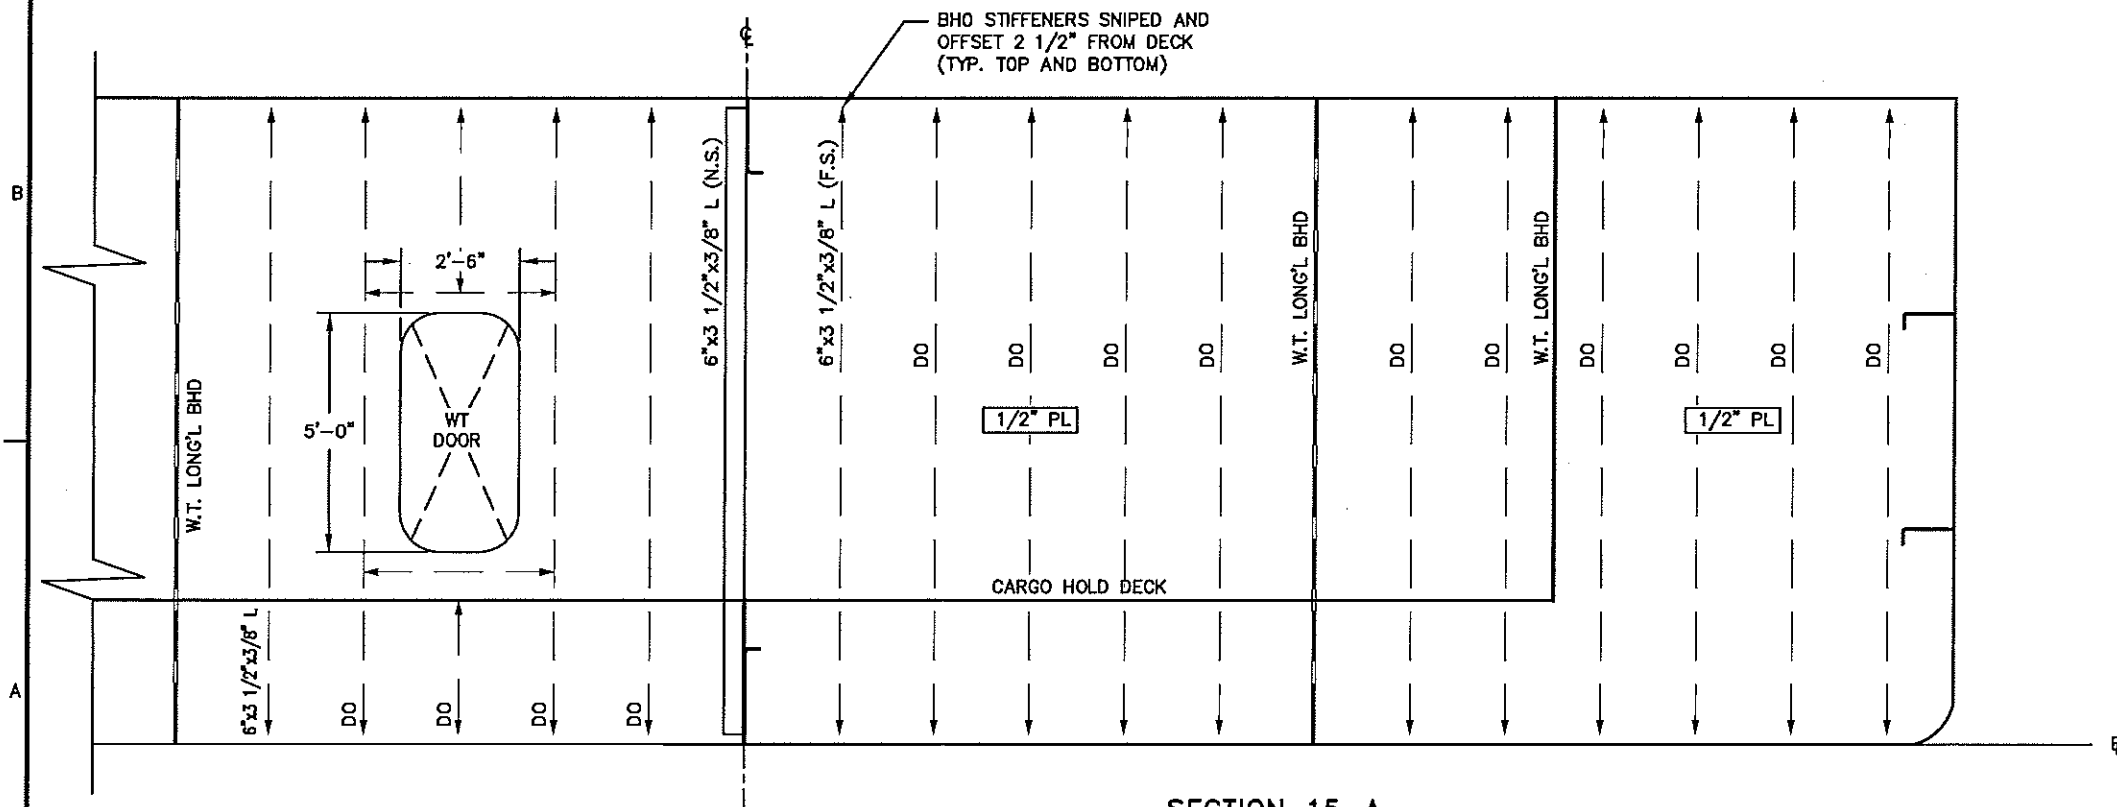 BHO STIFFENERS SNIPED AND
OFFSET 2 1/2" FROM DECK
(TYP. TOP AND BOTTOM)
℄
B
A
2'-6"
5'-0"
WT
DOOR
W.T. LONG'L BHD
6"x3 1/2"x3/8" L (N.S.)
6"x3 1/2"x3/8" L (F.S.)
DO
DO
DO
DO
W.T. LONG'L BHD
DO
DO
W.T. LONG'L BHD
DO
DO
DO
DO
1/2" PL
1/2" PL
CARGO HOLD DECK
6"x3 1/2"x3/8" L
DO
DO
DO
DO
SECTION 15-A